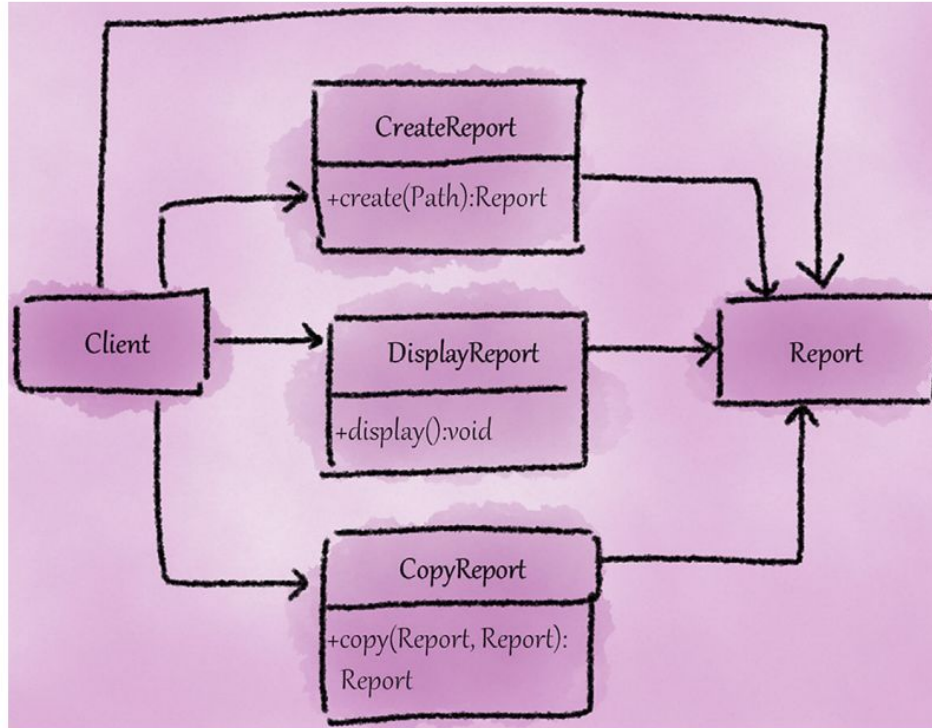 CreateReport
+create(Path):Report
Client
DisplayReport
+display():void
Report
CopyReport
+copy(Report, Report):
Report